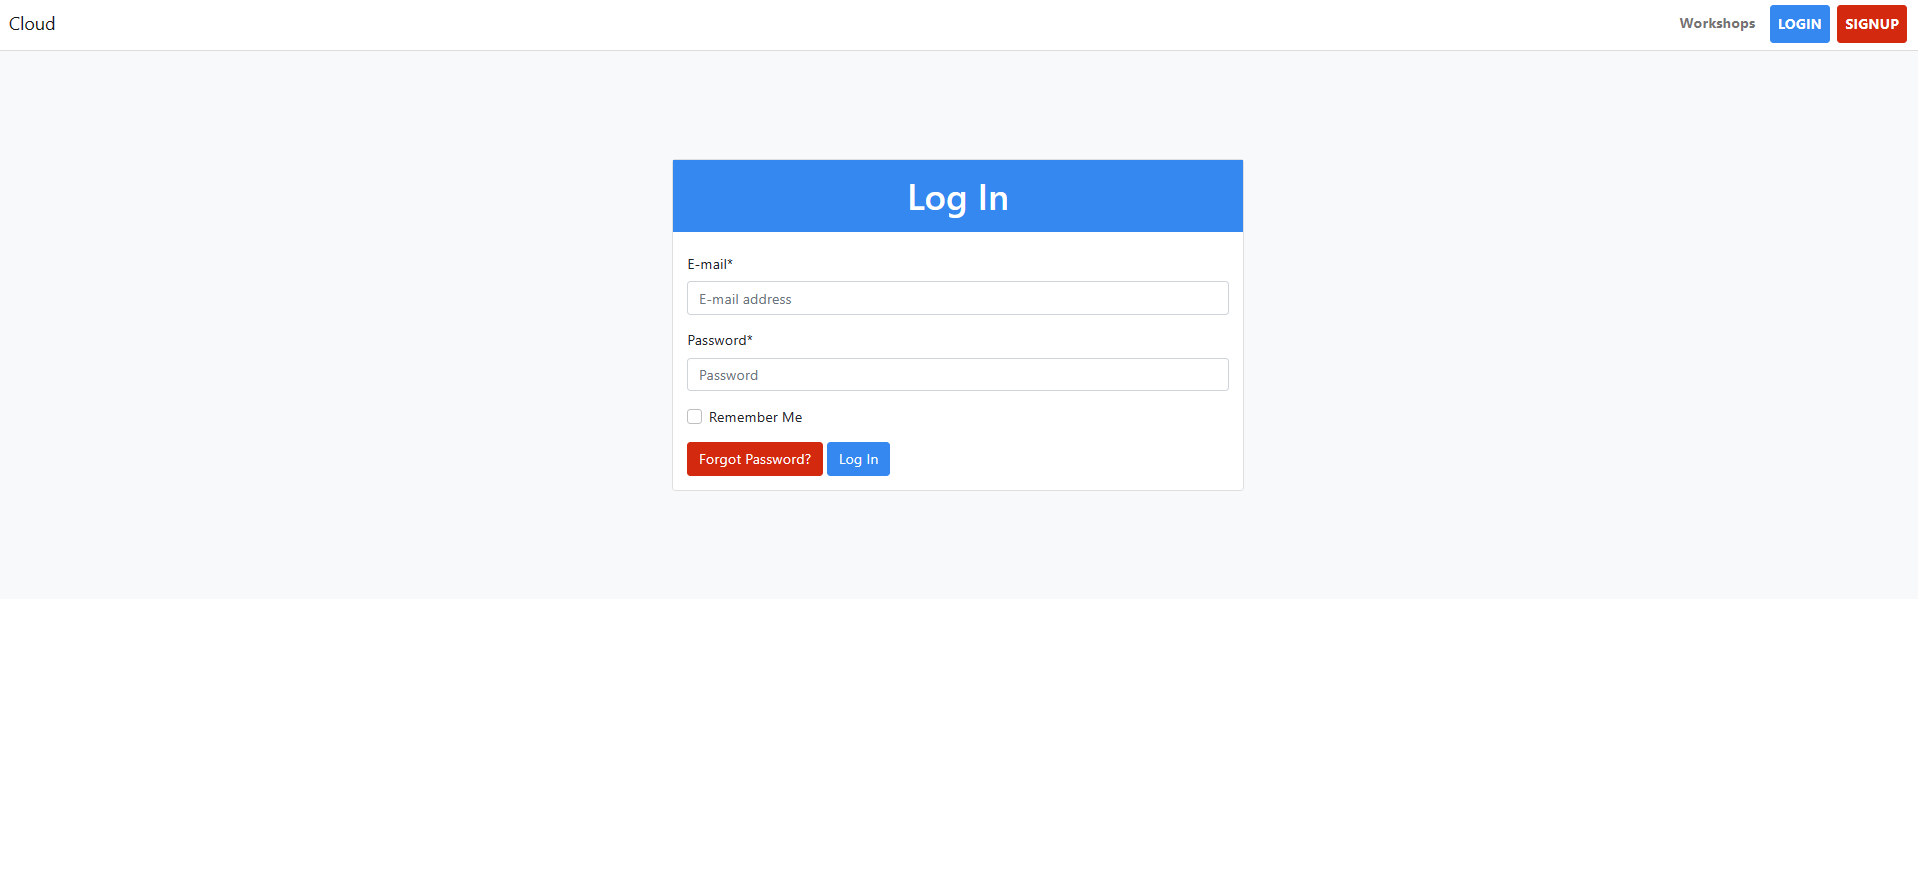 Cloud
Workshops LOGIN SIGNUP
Log In
E-mail*
E-mail address
Password*
Password
Remember Me
Forgot Password? Log In